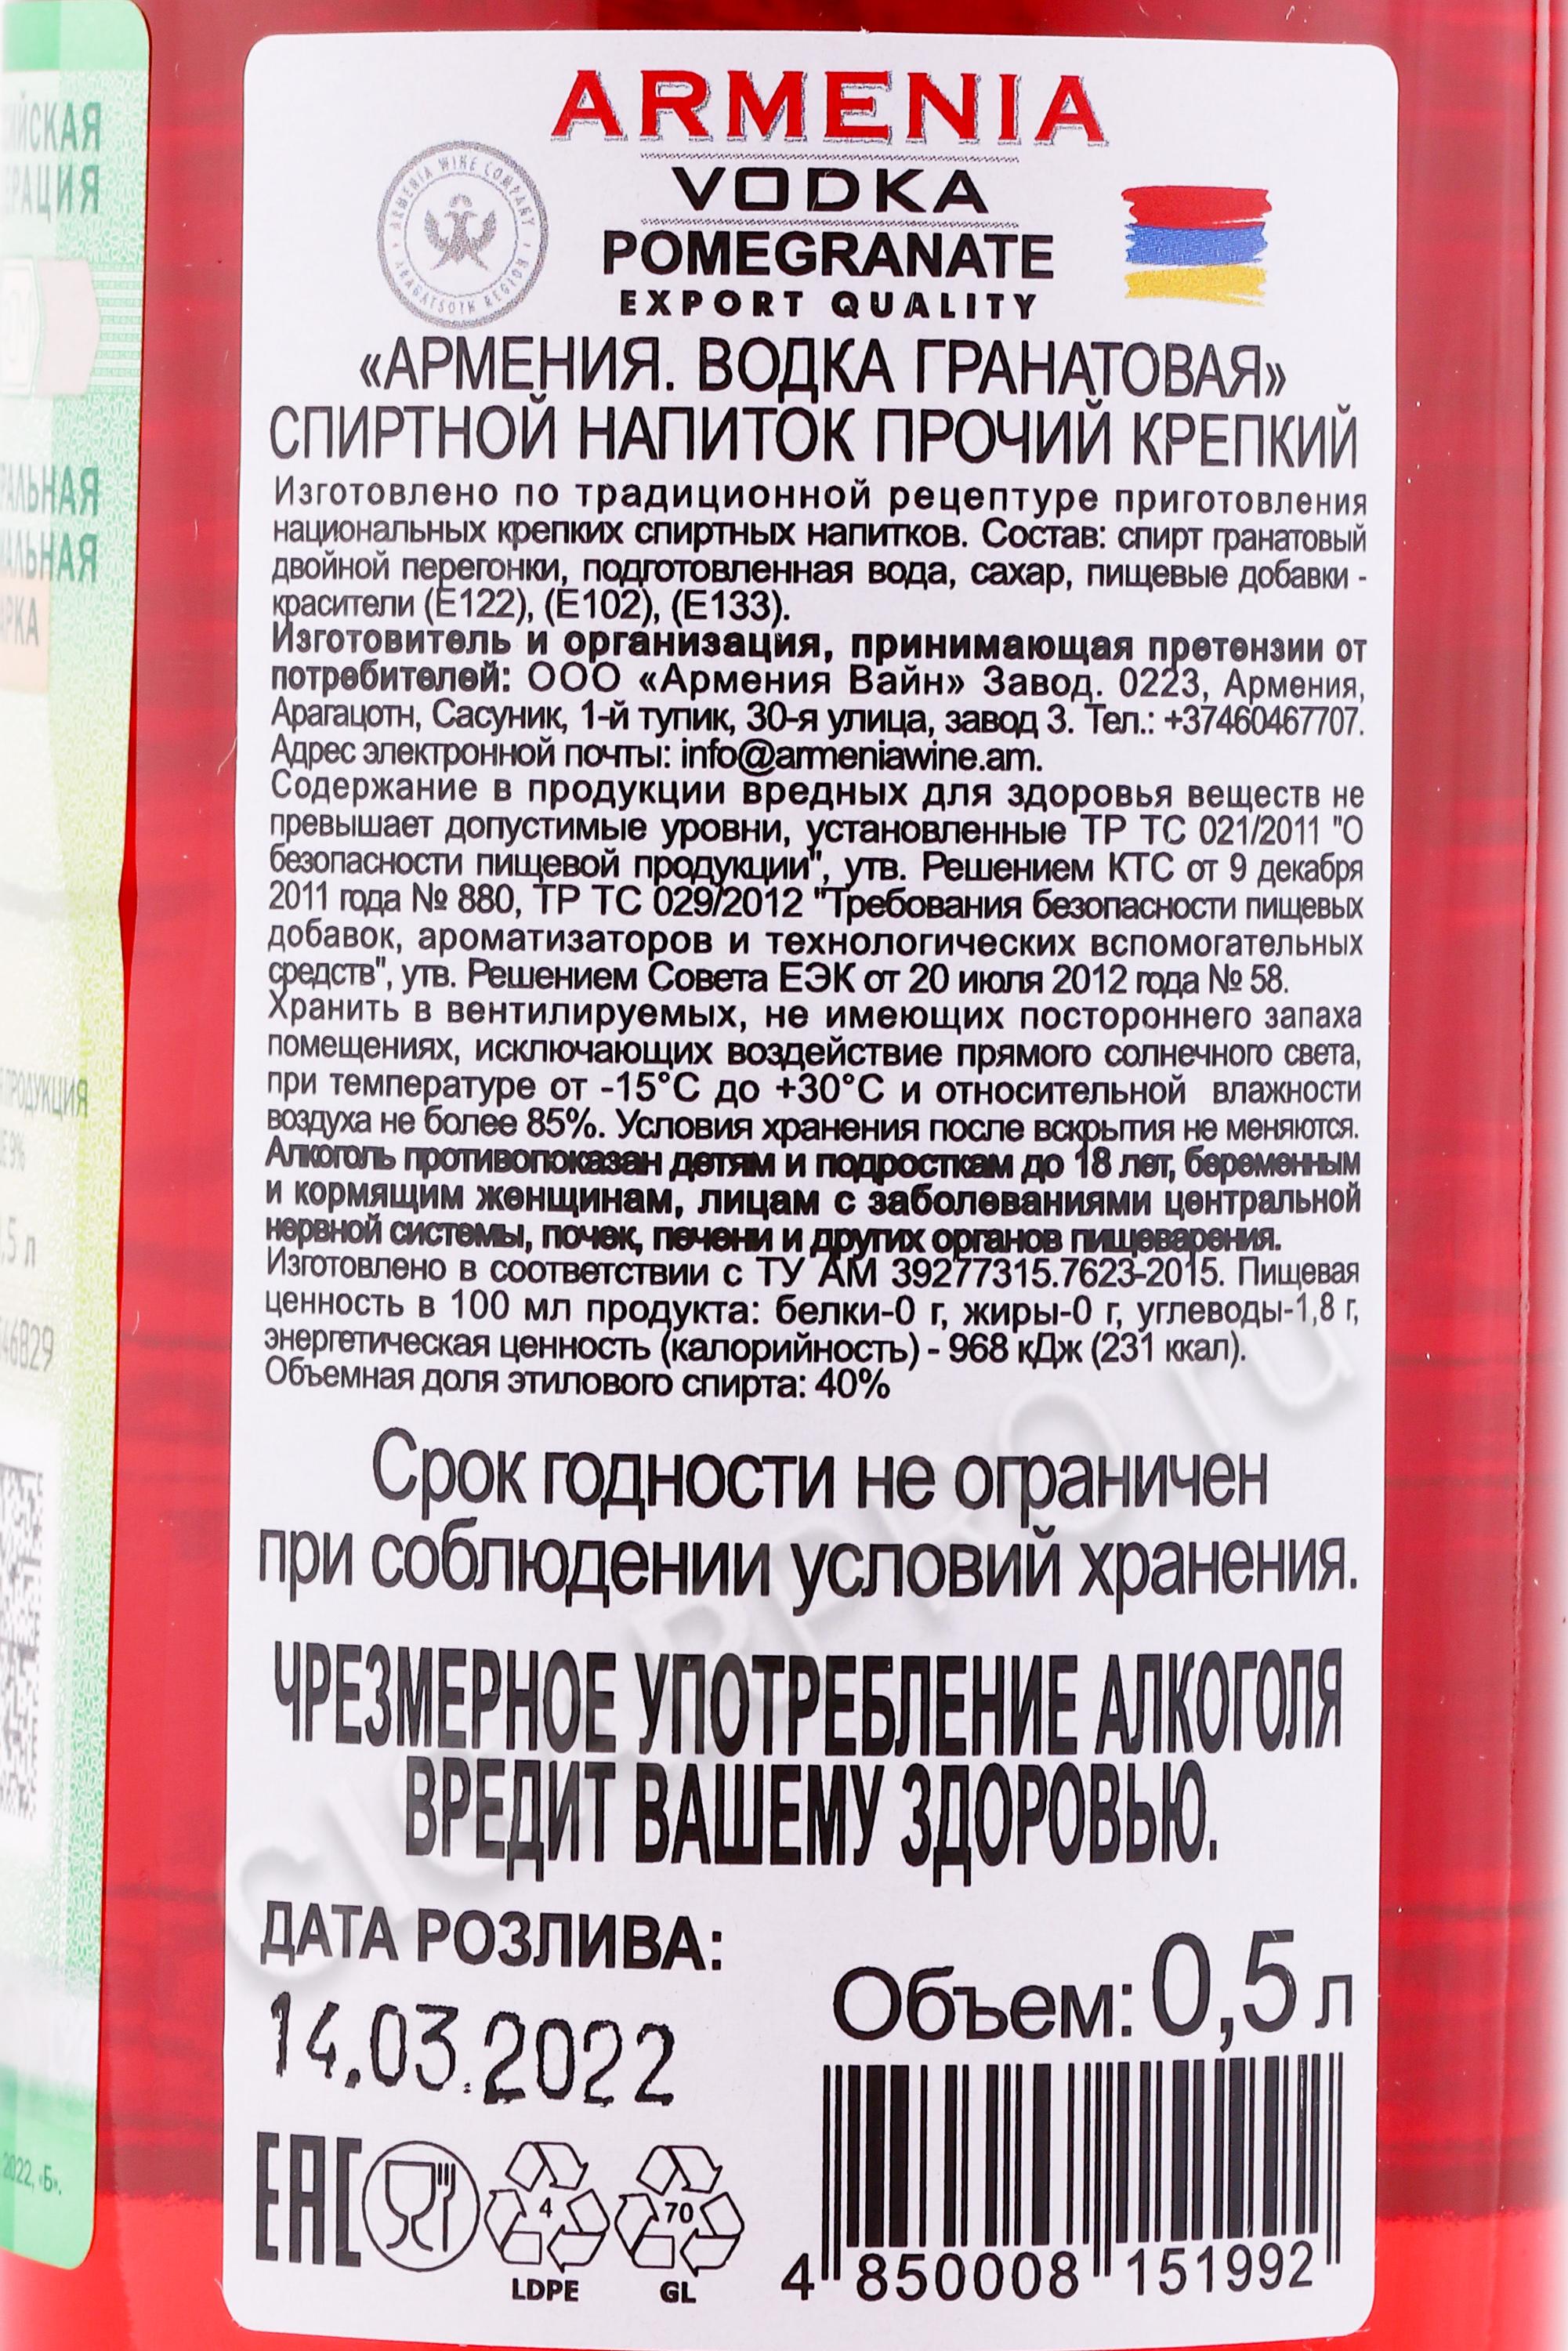 ARMENIA
VODKA
POMEGRANATE
EXPORT QUALITY
ARMENIA WINE COMPANY
ARAGATSOTN REGION
«АРМЕНИЯ. ВОДКА ГРАНАТОВАЯ»
СПИРТНОЙ НАПИТОК ПРОЧИЙ КРЕПКИЙ
Изготовлено по традиционной рецептуре приготовления
национальных крепких спиртных напитков. Состав: спирт гранатовый
двойной перегонки, подготовленная вода, сахар, пищевые добавки -
красители (Е122), (Е102), (Е133).
Изготовитель и организация, принимающая претензии от
потребителей: ООО «Армения Вайн» Завод. 0223, Армения,
Арагацотн, Сасуник, 1-й тупик, 30-я улица, завод 3. Тел.: +37460467707.
Адрес электронной почты: info@armeniawine.am.
Содержание в продукции вредных для здоровья веществ не
превышает допустимые уровни, установленные ТР ТС 021/2011 "О
безопасности пищевой продукции", утв. Решением КТС от 9 декабря
2011 года № 880, ТР ТС 029/2012 "Требования безопасности пищевых
добавок, ароматизаторов и технологических вспомогательных
средств", утв. Решением Совета ЕЭК от 20 июля 2012 года № 58.
Хранить в вентилируемых, не имеющих постороннего запаха
помещениях, исключающих воздействие прямого солнечного света,
при температуре от -15°С до +30°С и относительной влажности
воздуха не более 85%. Условия хранения после вскрытия не меняются.
Алкоголь противопоказан детям и подросткам до 18 лет, беременным
и кормящим женщинам, лицам с заболеваниями центральной
нервной системы, почек, печени и других органов пищеварения.
Изготовлено в соответствии с ТУ АМ 39277315.7623-2015. Пищевая
ценность в 100 мл продукта: белки-0 г, жиры-0 г, углеводы-1,8 г,
энергетическая ценность (калорийность) - 968 кДж (231 ккал).
Объемная доля этилового спирта: 40%
Срок годности не ограничен
при соблюдении условий хранения.
ЧРЕЗМЕРНОЕ УПОТРЕБЛЕНИЕ АЛКОГОЛЯ
ВРЕДИТ ВАШЕМУ ЗДОРОВЬЮ.
ДАТА РОЗЛИВА:
14.03.2022
Объем: 0,5 л
EAC
4
LDPE
70
GL
4 850008 151992
CIGARPRO.ru
5 л
46829
2022, «Б».